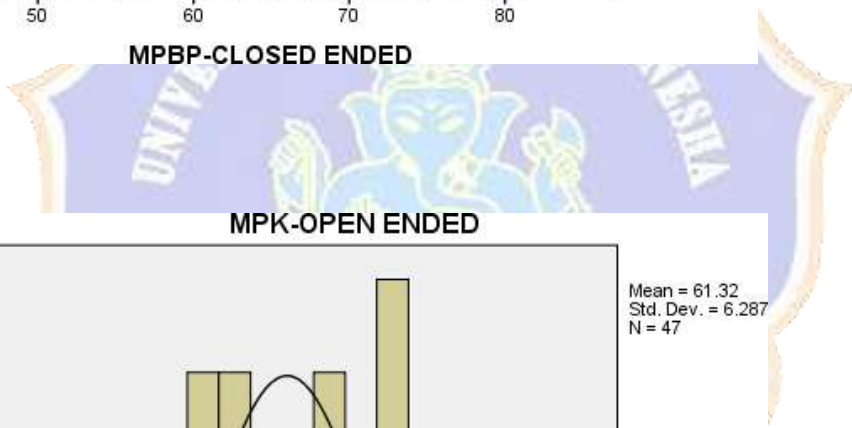 50 60 70 80
MPBP-CLOSED ENDED
MPK-OPEN ENDED
Mean = 61.32
Std. Dev. = 6.287
N = 47